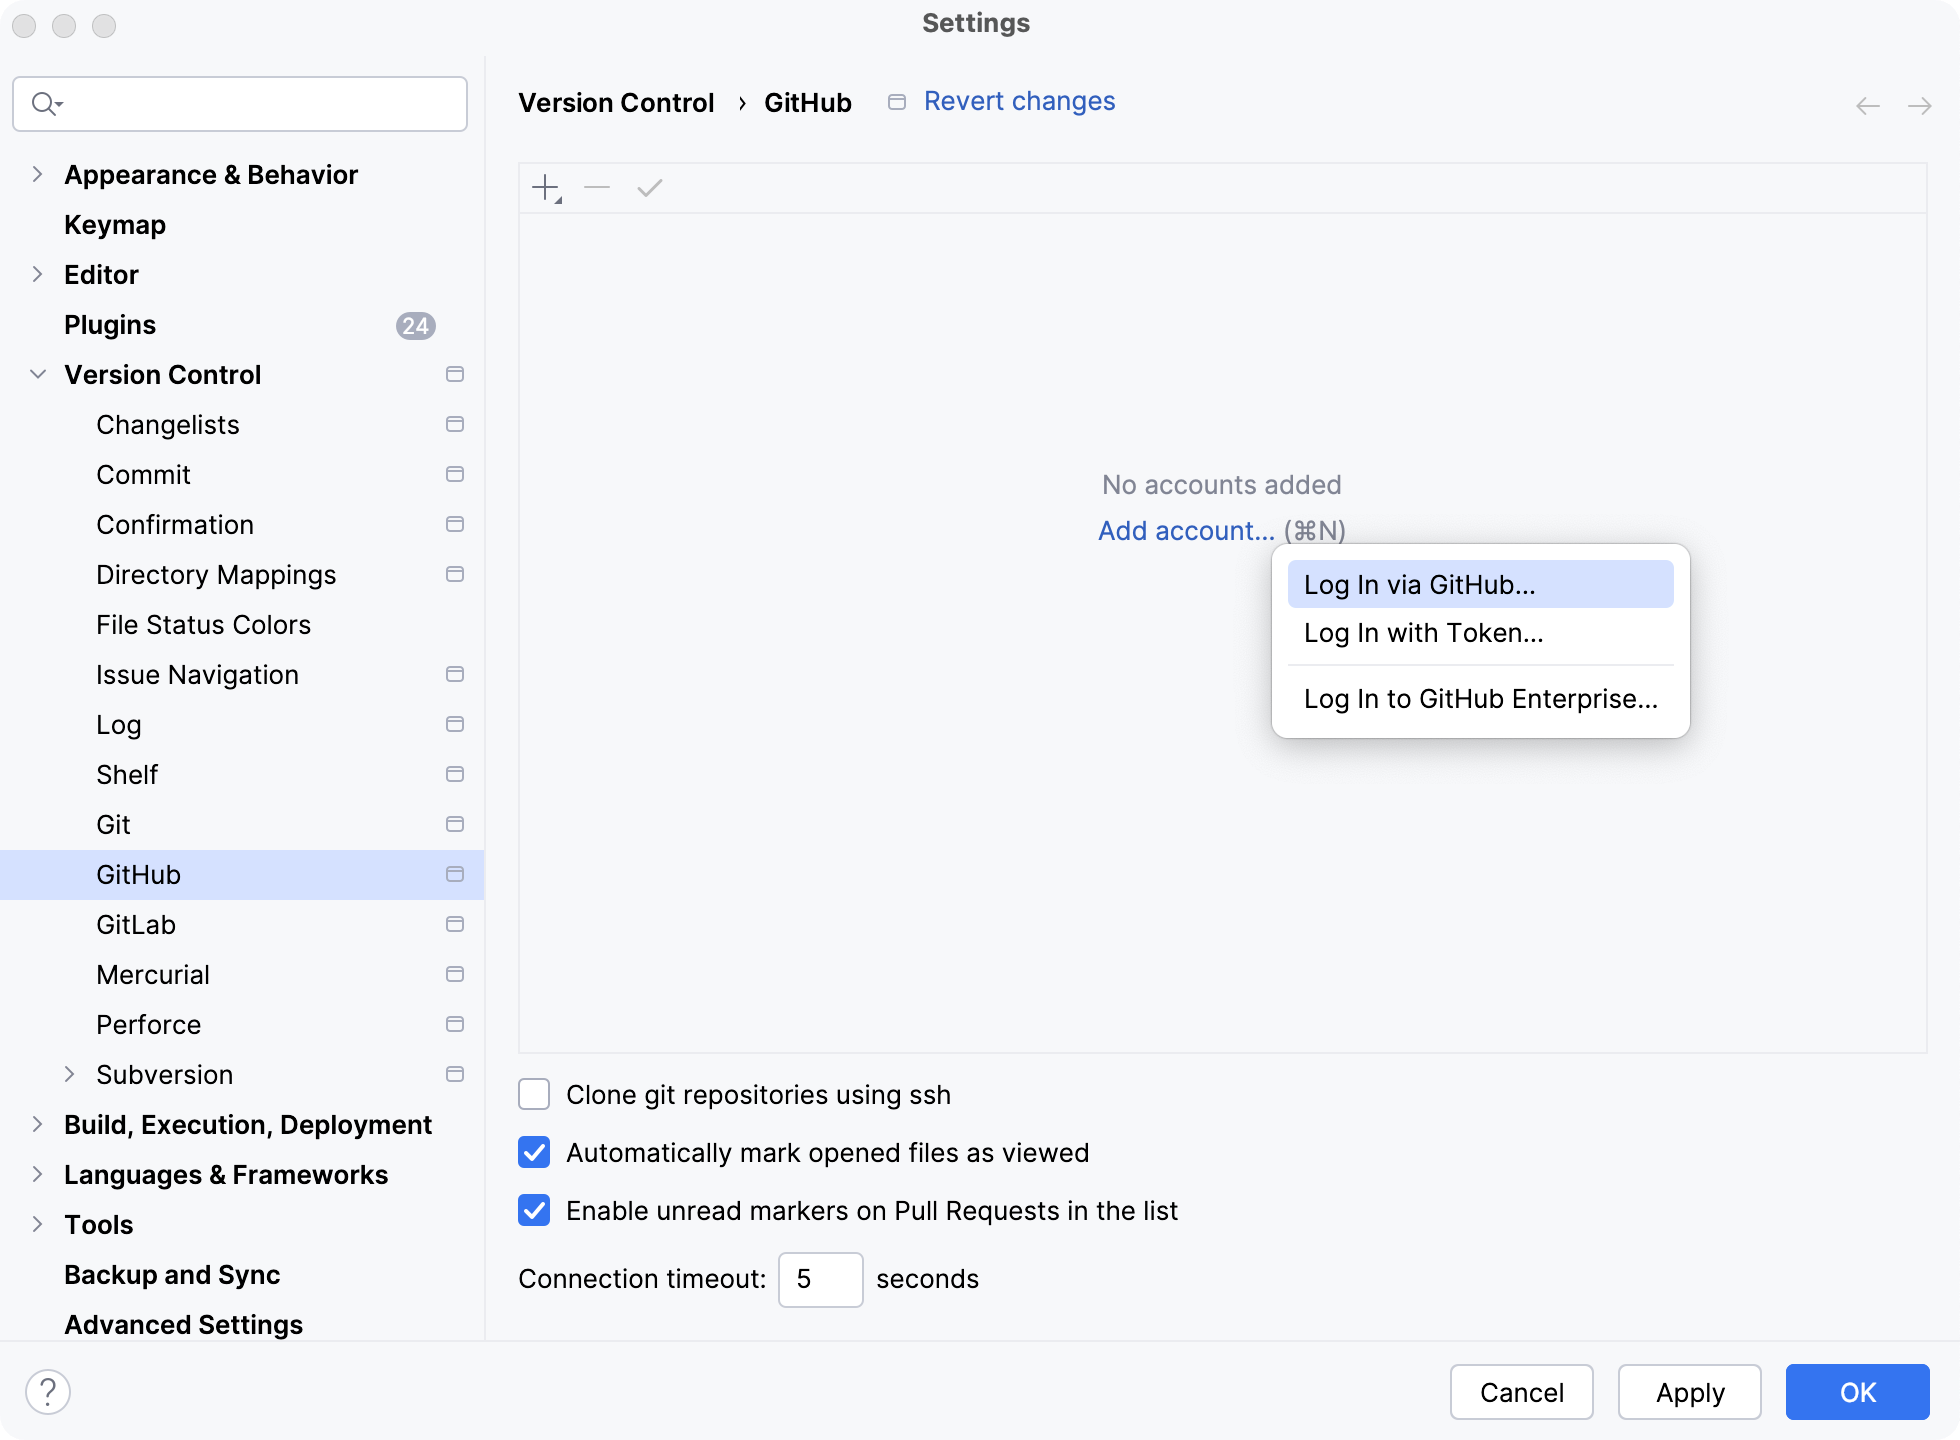 Settings
Version Control › GitHub Revert changes
Appearance & Behavior
Keymap
Editor
Plugins 24
Version Control
Changelists
Commit
Confirmation
Directory Mappings
File Status Colors
Issue Navigation
Log
Shelf
Git
GitHub
GitLab
Mercurial
Perforce
Subversion
Build, Execution, Deployment
Languages & Frameworks
Tools
Backup and Sync
Advanced Settings
No accounts added
Add account... (⌘N)
Log In via GitHub...
Log In with Token...
Log In to GitHub Enterprise...
Clone git repositories using ssh
Automatically mark opened files as viewed
Enable unread markers on Pull Requests in the list
Connection timeout: 5 seconds
?
Cancel Apply OK